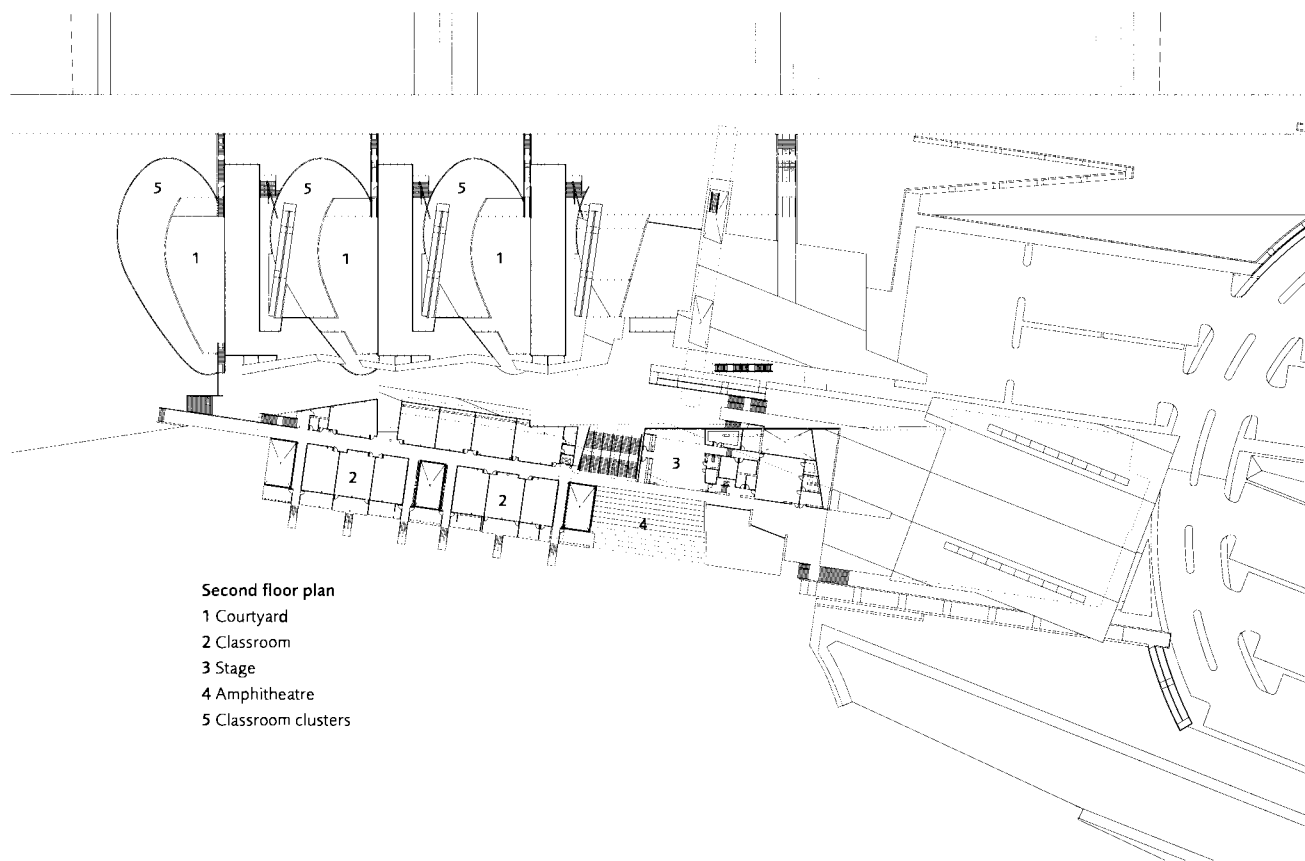 5
5
5
1
1
1
2
2
3
4
Second floor plan
1 Courtyard
2 Classroom
3 Stage
4 Amphitheatre
5 Classroom clusters